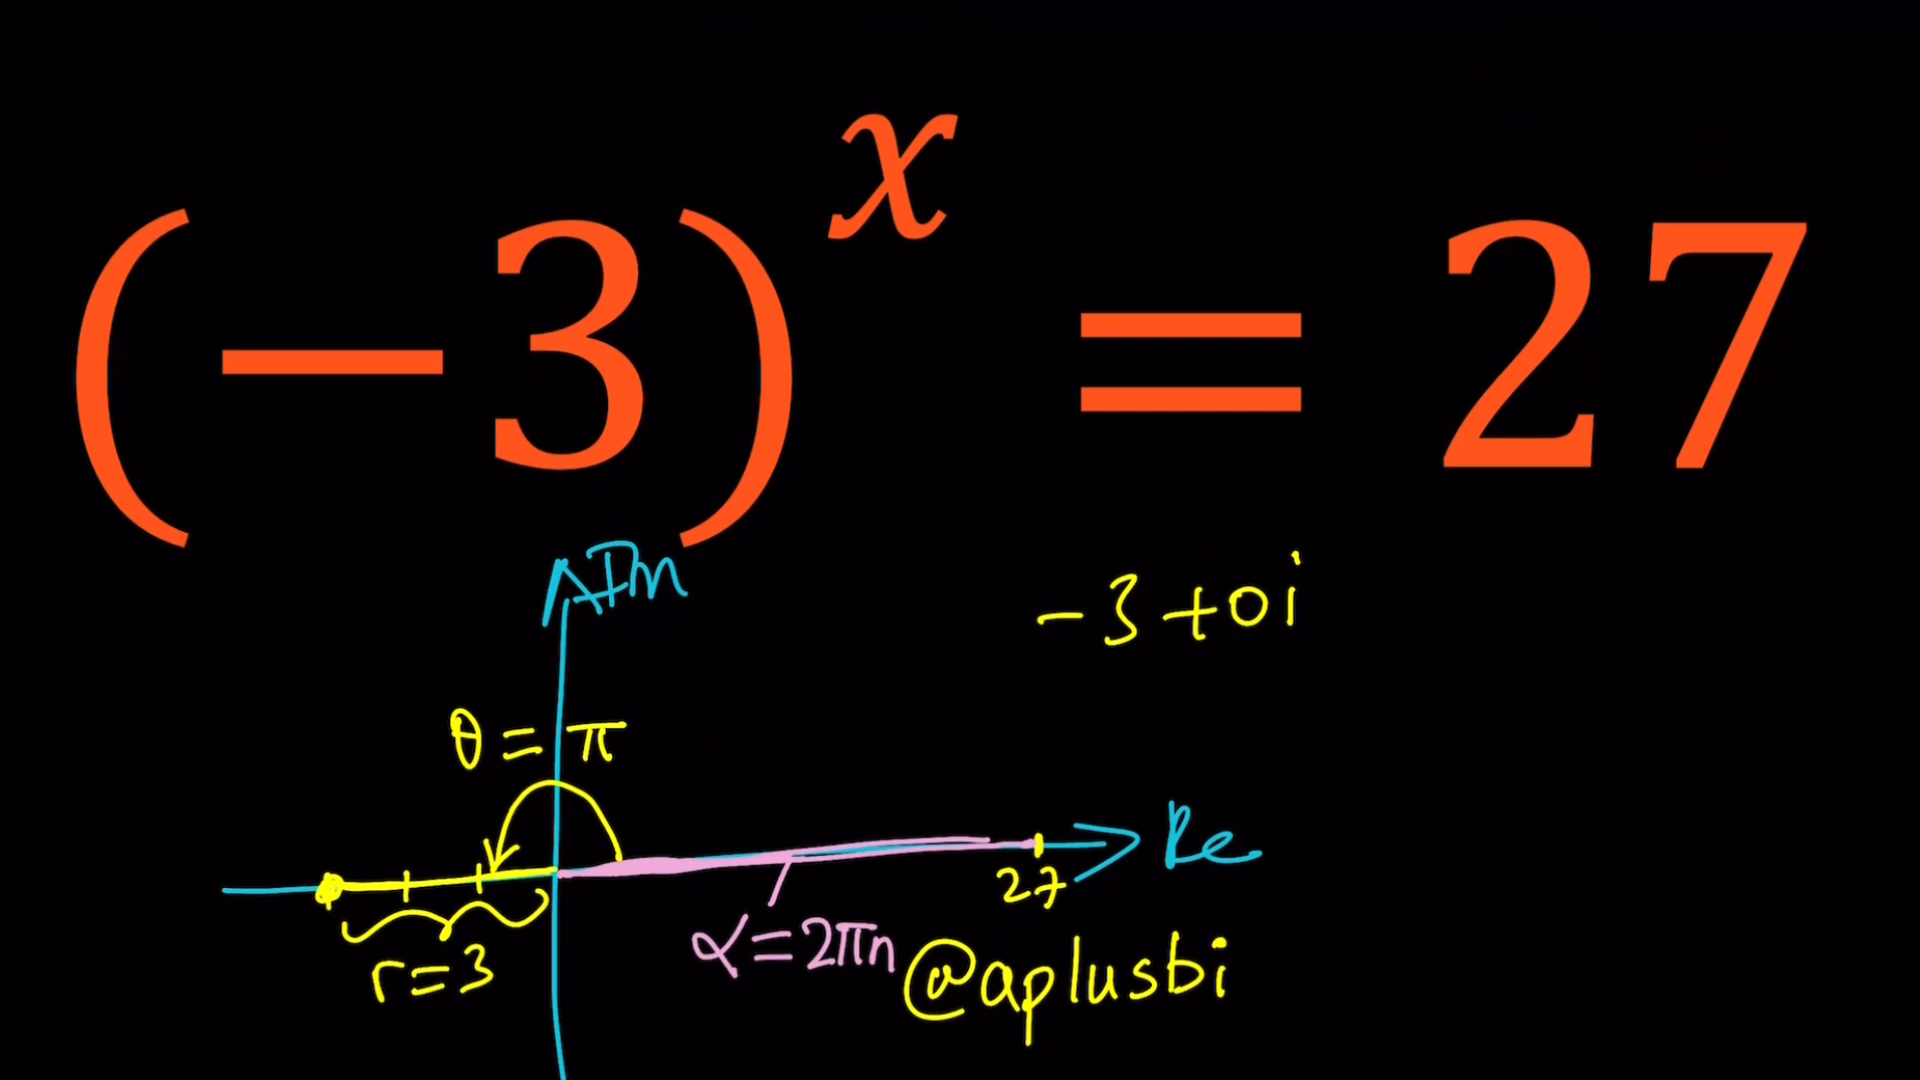 (−3)ˣ = 27
Im
-3+0i
θ = π
Re
27
r=3
α=2πn
@aplusbi